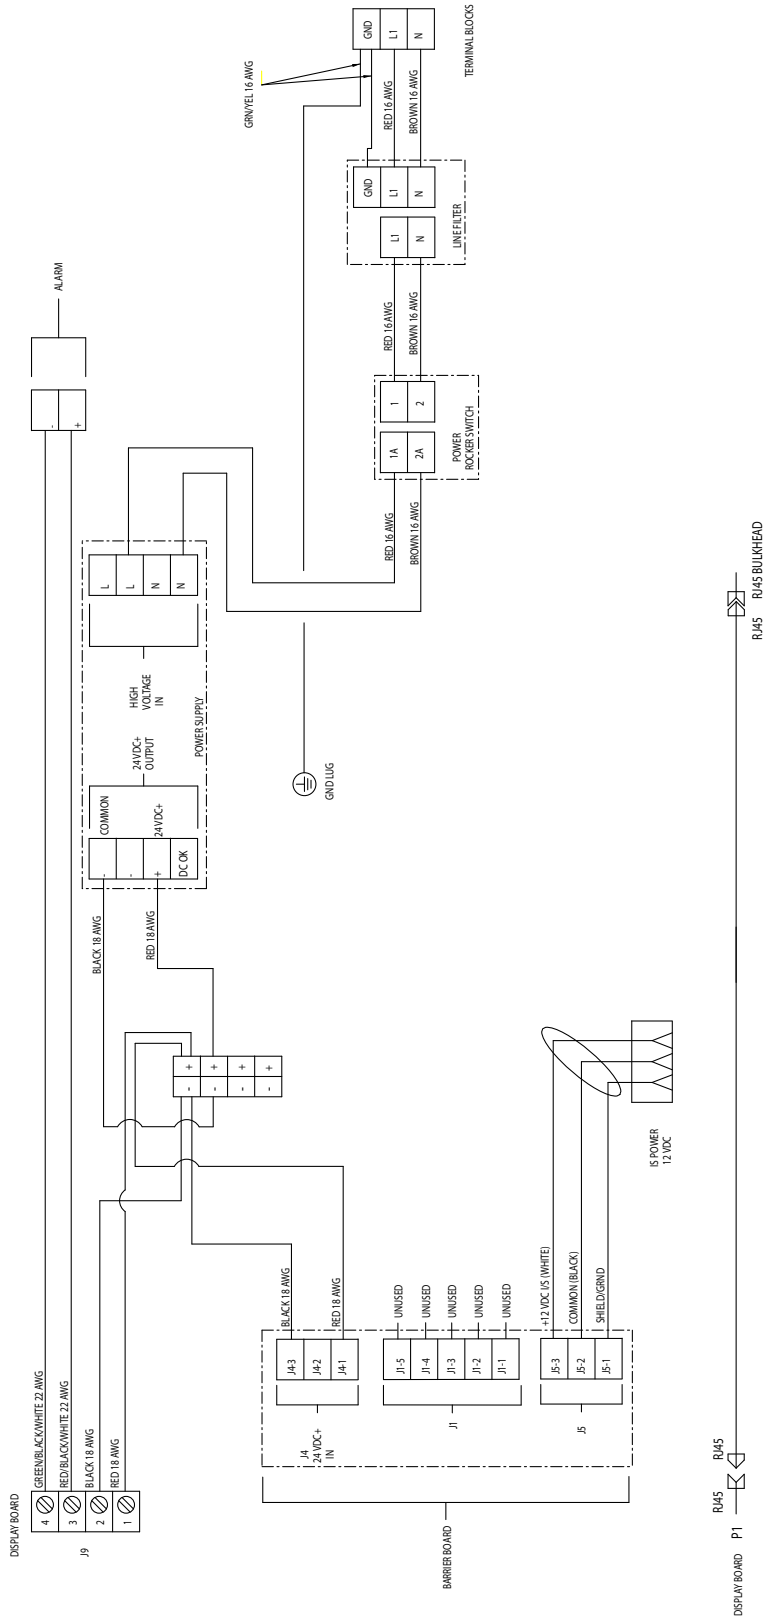 DISPLAY BOARD
J9
4
3
2
1
GREEN/BLACK/WHITE 22 AWG
RED/BLACK/WHITE 22 AWG
BLACK 18 AWG
RED 18 AWG
-
+
ALARM
BLACK 18 AWG
RED 18 AWG
-
-
+
DC OK
COMMON
24 VDC+
24 VDC+
OUTPUT
HIGH
VOLTAGE
IN
POWER SUPPLY
L
L
N
N
- +
- +
- +
- +
GND LUG
RED 16 AWG
BROWN 16 AWG
1A
2A
1
2
POWER
ROCKER SWITCH
RED 16 AWG
BROWN 16 AWG
L1
N
GND
L1
N
LINE FILTER
RED 16 AWG
BROWN 16 AWG
GRN/YEL 16 AWG
GND
L1
N
TERMINAL BLOCKS
BARRIER BOARD
J4
24 VDC+
IN
J4-3
J4-2
J4-1
BLACK 18 AWG
RED 18 AWG
J1
J1-5
J1-4
J1-3
J1-2
J1-1
UNUSED
UNUSED
UNUSED
UNUSED
UNUSED
J5
J5-3
J5-2
J5-1
+12 VDC I/S (WHITE)
COMMON (BLACK)
SHIELD/GRND
IS POWER
12 VDC
DISPLAY BOARD P1
RJ45
RJ45
RJ45
RJ45 BULKHEAD